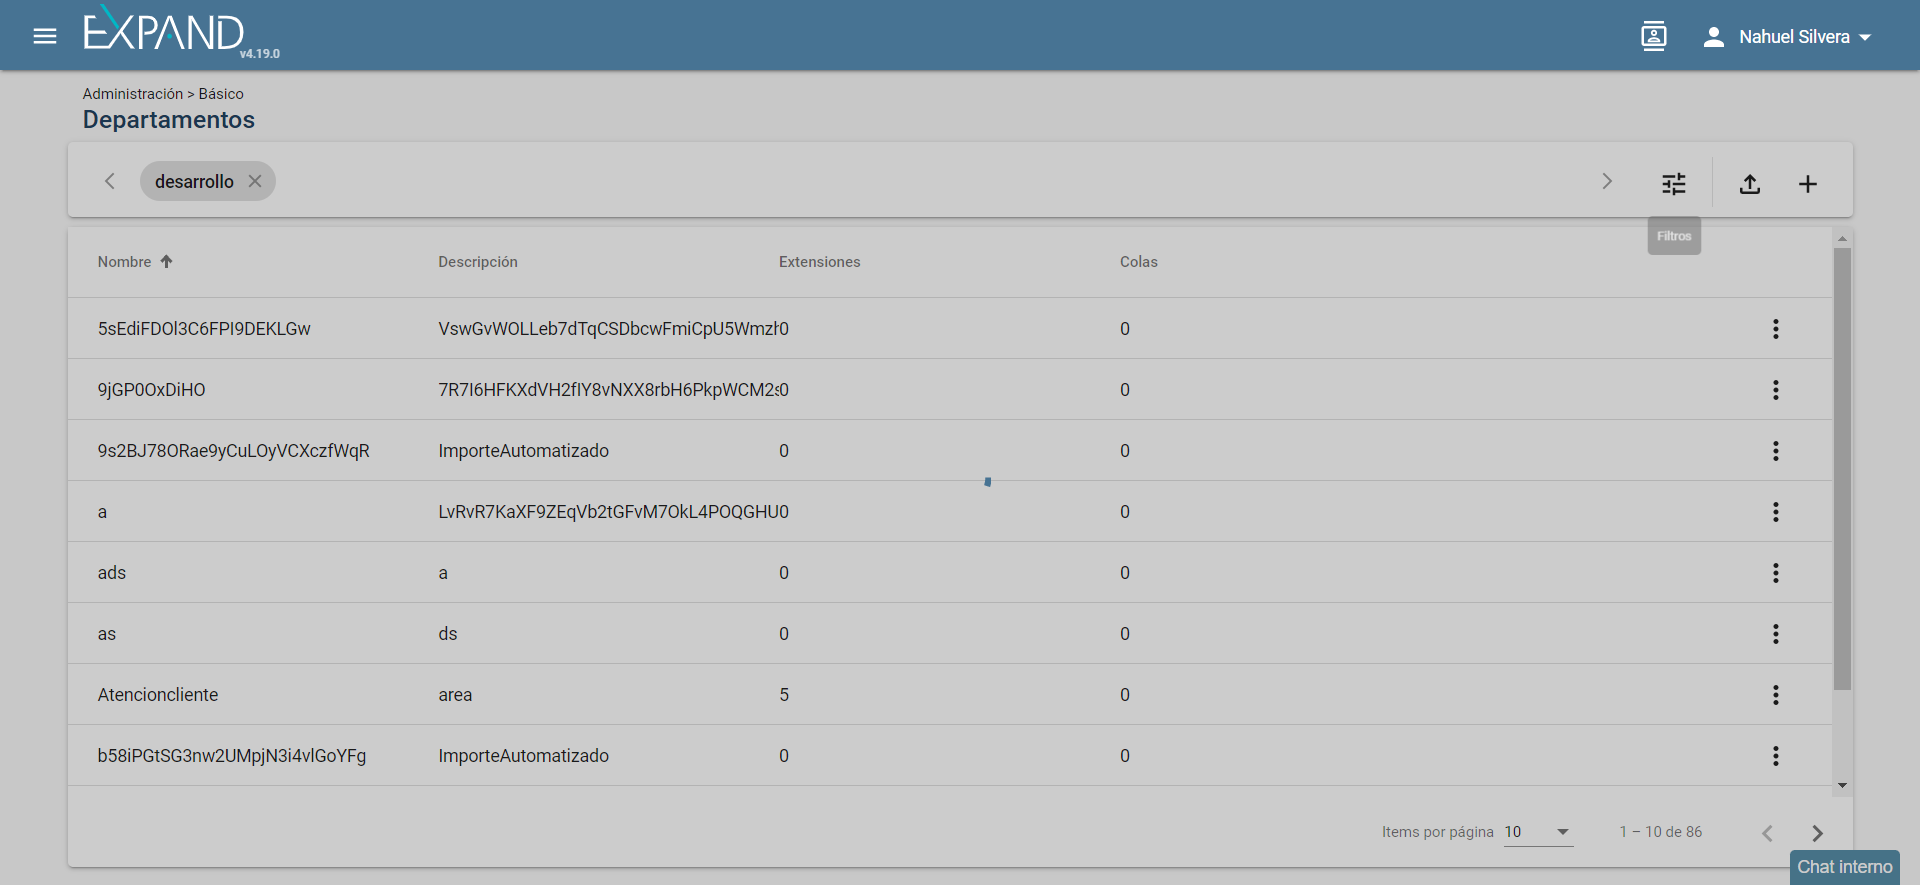 EXPAND
v4.19.0
Nahuel Silvera
Administración > Básico
Departamentos
desarrollo
Filtros
Nombre Descripción Extensiones Colas
5sEdiFDOl3C6FPI9DEKLGw VswGvWOLLeb7dTqCSDbcwFmiCpU5Wmzh0 0
9jGP0OxDiHO 7R7I6HFKXdVH2fIY8vNXX8rbH6PkpWCM2s0 0
9s2BJ78ORae9yCuLOyVCXczfWqR ImporteAutomatizado 0 0
a LvRvR7KaXF9ZEqVb2tGFvM7OkL4POQGHU0 0
ads a 0 0
as ds 0 0
Atencioncliente area 5 0
b58iPGtSG3nw2UMpjN3i4vlGoYFg ImporteAutomatizado 0 0
Items por página 10 1 – 10 de 86
Chat interno